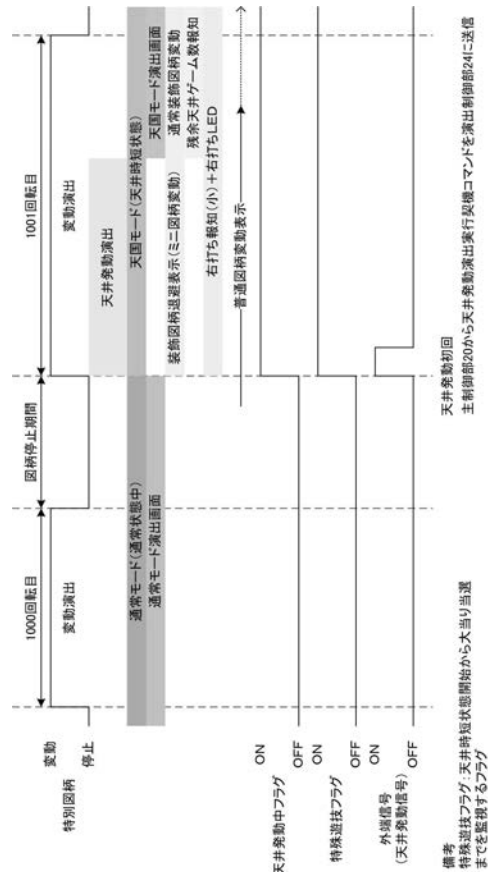 1000回転目
図柄停止期間
1001回転目
変動
特別図柄
停止
変動演出
変動演出
天井発動演出
通常モード(通常状態中)
天国モード(天井時短状態)
通常モード演出画面
天国モード演出画面
装飾図柄退避表示(ミニ図柄変動)
通常装飾図柄変動
残余天井ゲーム数報知
右打ち報知(小)+右打ちLED
普通図柄変動表示
ON
天井発動中フラグ
OFF
ON
特殊遊技フラグ
OFF
ON
外端信号
(天井発動信号)
OFF
天井発動初回
主制御部20から天井発動演出実行契機コマンドを演出制御部24に送信
備考
特殊遊技フラグ:天井時短状態開始から大当り当選
までを監視するフラグ